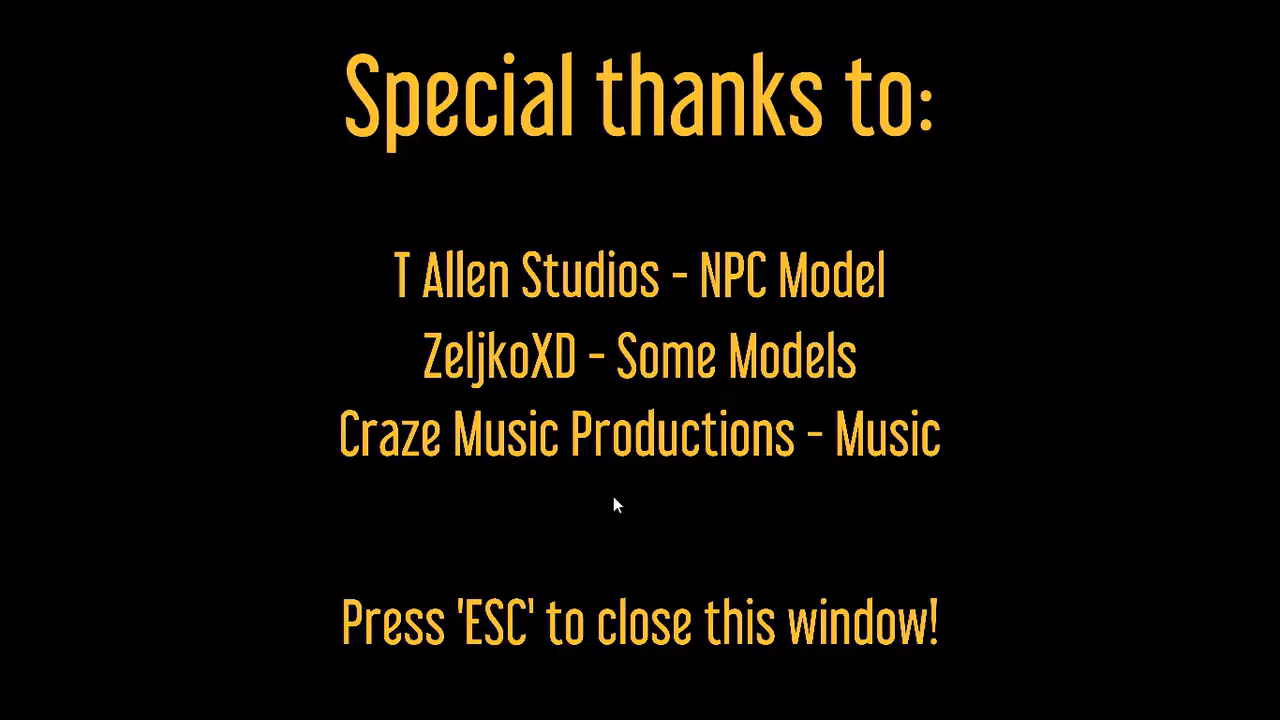 Special thanks to:
T Allen Studios - NPC Model
ZeljkoXD - Some Models
Craze Music Productions - Music
Press 'ESC' to close this window!